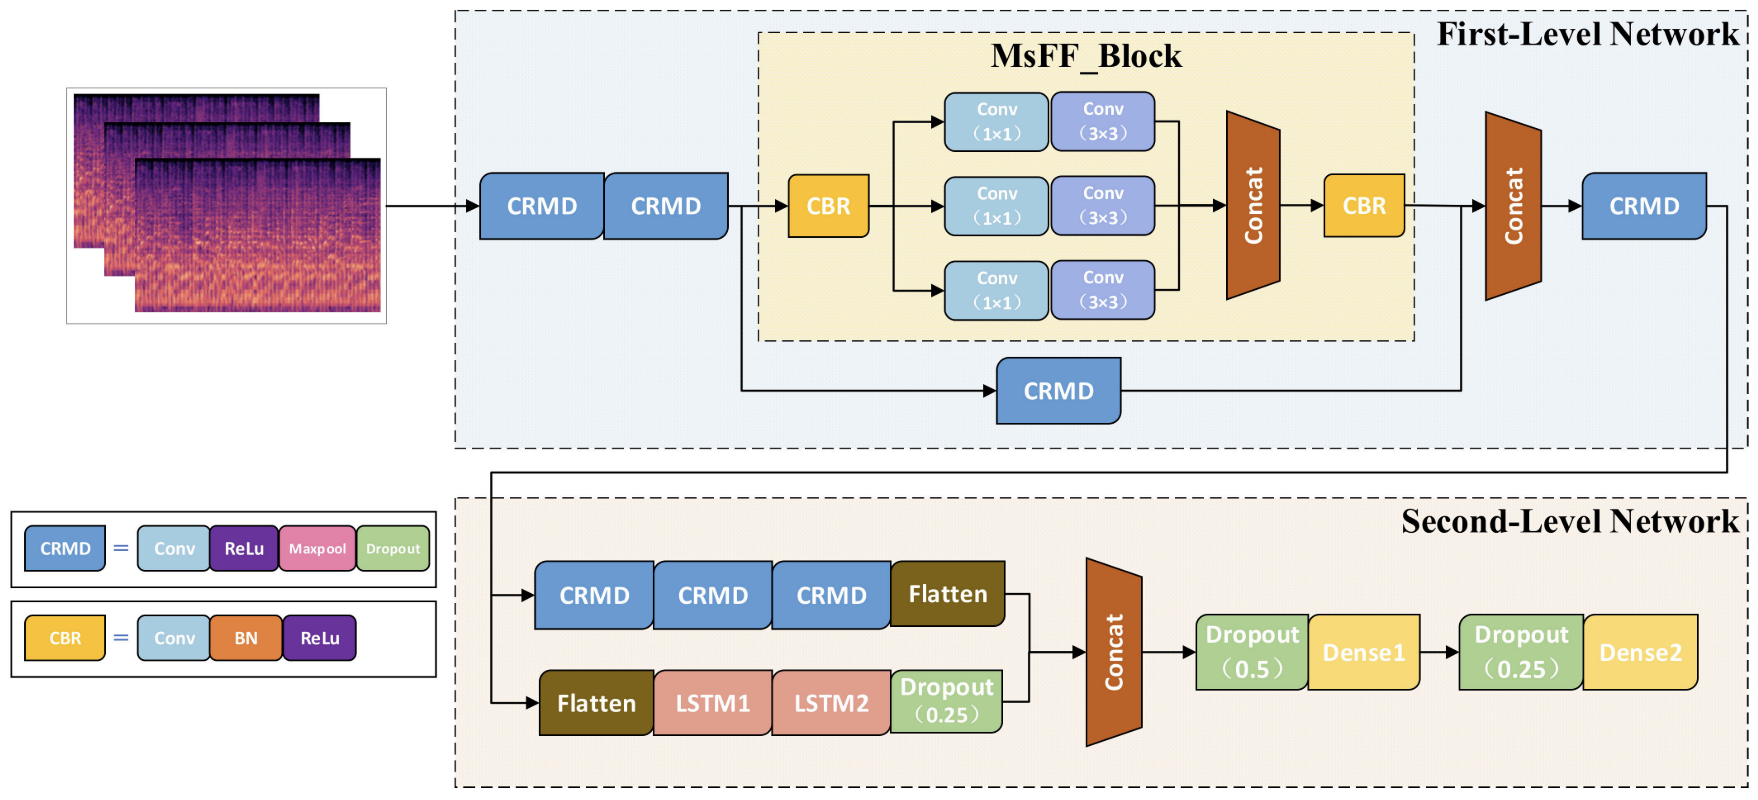 First-Level Network
MsFF_Block
CRMD CRMD
CBR
Conv
（1×1）
Conv
（3×3）
Conv
（1×1）
Conv
（3×3）
Conv
（1×1）
Conv
（3×3）
Concat
CBR
Concat
CRMD
CRMD
CRMD = Conv ReLu Maxpool Dropout
CBR = Conv BN ReLu
Second-Level Network
CRMD CRMD CRMD Flatten
Flatten LSTM1 LSTM2 Dropout
（0.25）
Concat
Dropout
（0.5）
Dense1
Dropout
（0.25）
Dense2